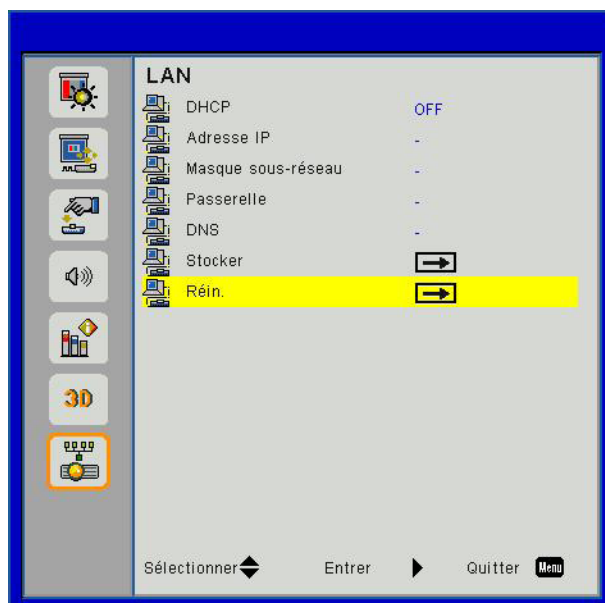 LAN
DHCP OFF
Adresse IP -
Masque sous-réseau -
Passerelle -
DNS -
Stocker
Réin.
3D
Sélectionner Entrer Quitter Menu